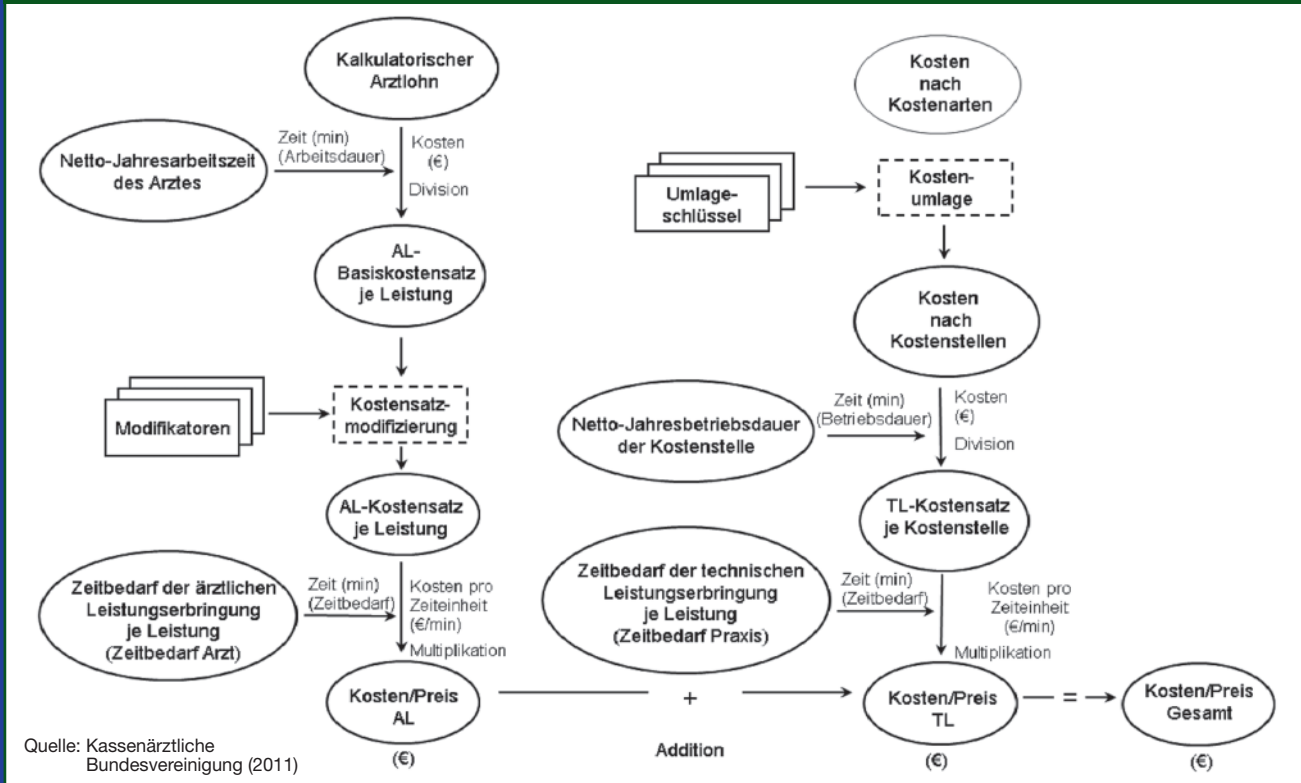 Kalkulatorischer
Arztlohn
Netto-Jahresarbeitszeit
des Arztes
Zeit (min)
(Arbeitsdauer)
Kosten
(€)
Division
AL-
Basiskostensatz
je Leistung
Modifikatoren
Kostensatz-
modifizierung
AL-Kostensatz
je Leistung
Zeitbedarf der ärztlichen
Leistungserbringung
je Leistung
(Zeitbedarf Arzt)
Zeit (min)
(Zeitbedarf)
Kosten pro
Zeiteinheit
(€/min)
Multiplikation
Kosten/Preis
AL
(€)
Kosten
nach
Kostenarten
Umlage-
schlüssel
Kosten-
umlage
Kosten
nach
Kostenstellen
Netto-Jahresbetriebsdauer
der Kostenstelle
Zeit (min)
(Betriebsdauer)
Kosten
(€)
Division
TL-Kostensatz
je Kostenstelle
Zeitbedarf der technischen
Leistungserbringung
je Leistung
(Zeitbedarf Praxis)
Zeit (min)
(Zeitbedarf)
Kosten pro
Zeiteinheit
(€/min)
Multiplikation
+
Addition
Kosten/Preis
TL
(€)
=
Kosten/Preis
Gesamt
(€)
Quelle: Kassenärztliche
Bundesvereinigung (2011)